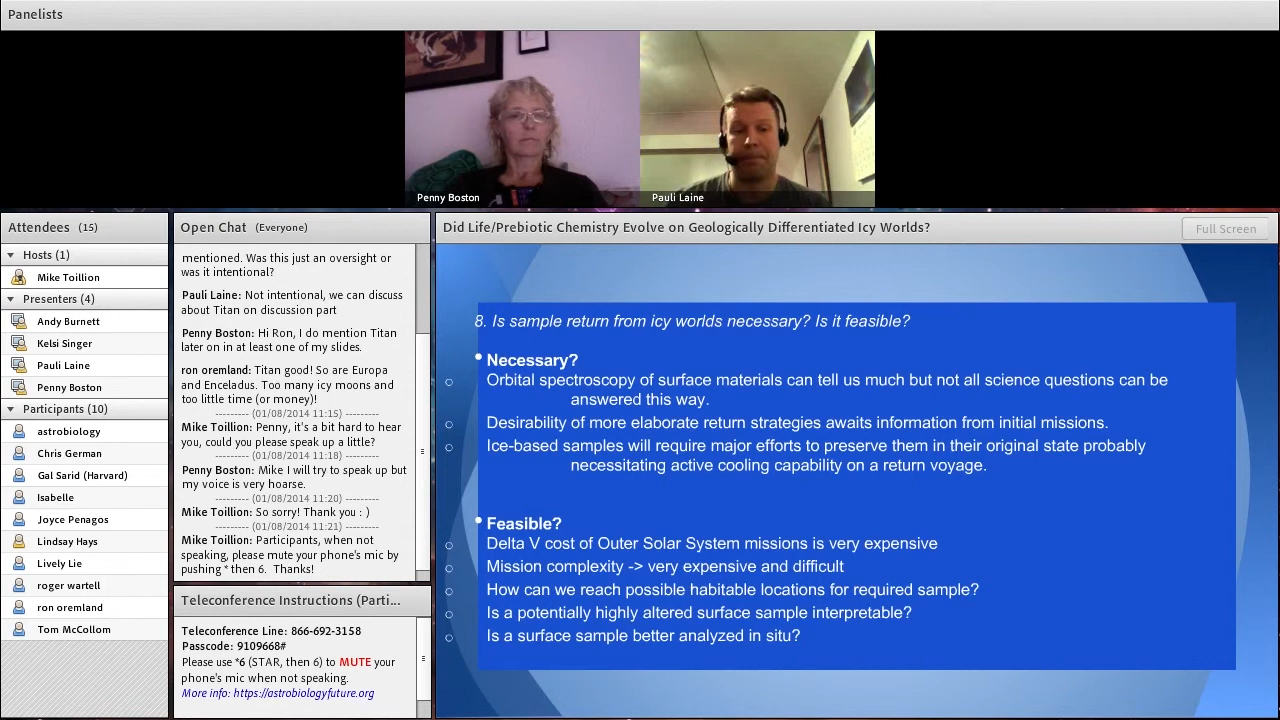 Panelists
Penny Boston
Pauli Laine
Attendees (15)
Hosts (1)
Mike Toillion
Presenters (4)
Andy Burnett
Kelsi Singer
Pauli Laine
Penny Boston
Participants (10)
astrobiology
Chris German
Gal Sarid (Harvard)
Isabelle
Joyce Penagos
Lindsay Hays
Lively Lie
roger wartell
ron oremland
Tom McCollom
Open Chat (Everyone)
mentioned. Was this just an oversight or
was it intentional?
Pauli Laine: Not intentional, we can discuss
about Titan on discussion part
Penny Boston: Hi Ron, I do mention Titan
later on in at least one of my slides.
ron oremland: Titan good! So are Europa
and Enceladus. Too many icy moons and
too little time (or money)!
--------- (01/08/2014 11:15) ---------
Mike Toillion: Penny, it's a bit hard to hear
you, could you please speak up a little?
--------- (01/08/2014 11:18) ---------
Penny Boston: Mike I will try to speak up but
my voice is very hoarse.
--------- (01/08/2014 11:20) ---------
Mike Toillion: So sorry! Thank you : )
--------- (01/08/2014 11:21) ---------
Mike Toillion: Participants, when not
speaking, please mute your phone's mic by
pushing * then 6.  Thanks!
Teleconference Instructions (Parti...
Teleconference Line: 866-692-3158
Passcode: 9109668#
Please use *6 (STAR, then 6) to MUTE your
phone's mic when not speaking.
More info: https://astrobiologyfuture.org
Did Life/Prebiotic Chemistry Evolve on Geologically Differentiated Icy Worlds?
Full Screen
8. Is sample return from icy worlds necessary? Is it feasible?
• Necessary?
○ Orbital spectroscopy of surface materials can tell us much but not all science questions can be
answered this way.
○ Desirability of more elaborate return strategies awaits information from initial missions.
○ Ice-based samples will require major efforts to preserve them in their original state probably
necessitating active cooling capability on a return voyage.
• Feasible?
○ Delta V cost of Outer Solar System missions is very expensive
○ Mission complexity -> very expensive and difficult
○ How can we reach possible habitable locations for required sample?
○ Is a potentially highly altered surface sample interpretable?
○ Is a surface sample better analyzed in situ?